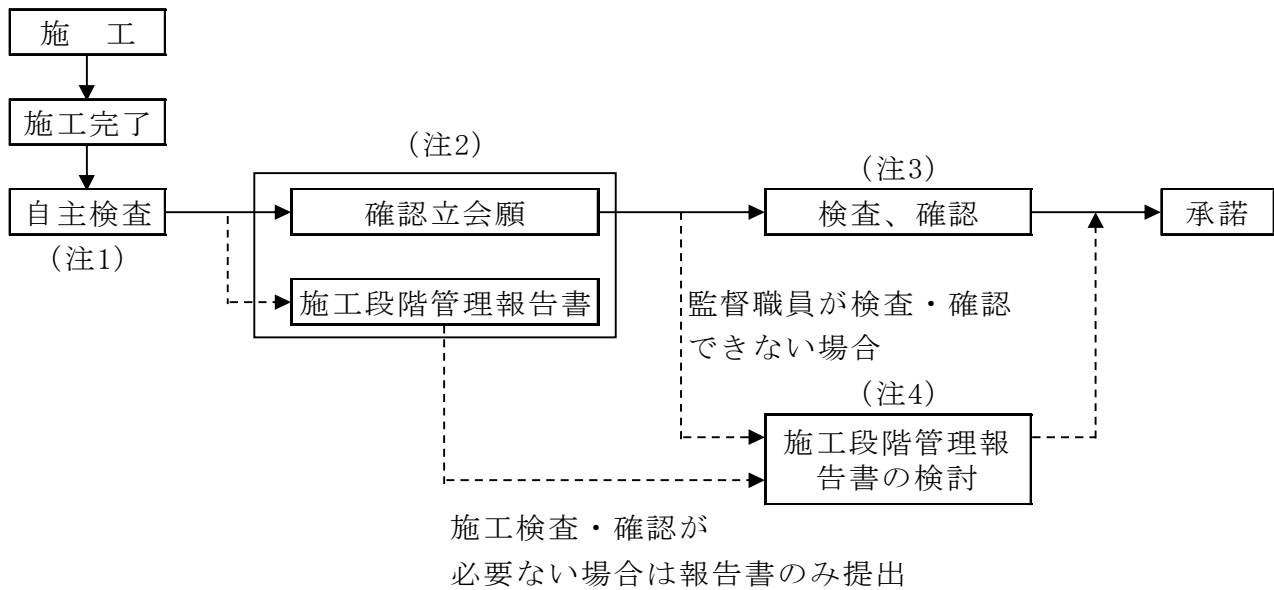 施　工
施工完了
自主検査
（注1）
（注2）
確認立会願
施工段階管理報告書
（注3）
検査、確認
承諾
監督職員が検査・確認
できない場合
（注4）
施工段階管理報
告書の検討
施工検査・確認が
必要ない場合は報告書のみ提出